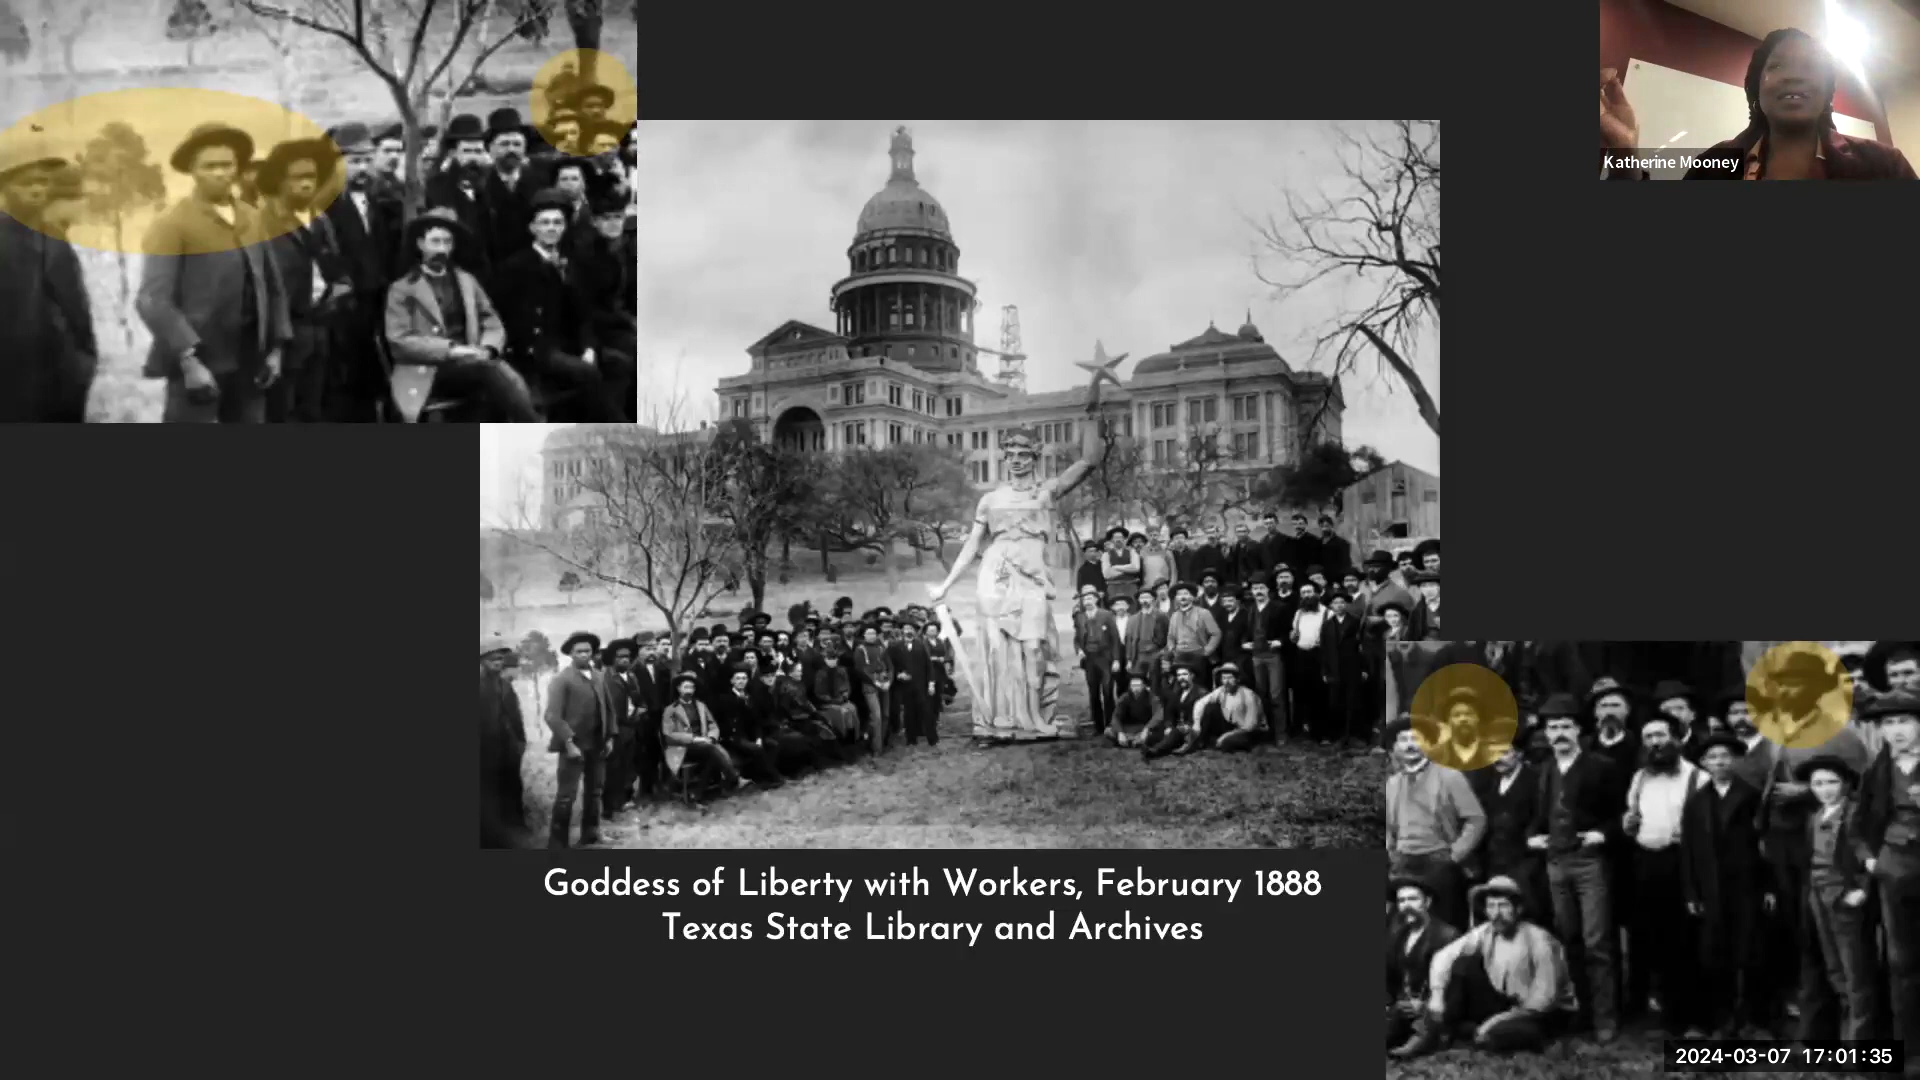 Katherine Mooney
Goddess of Liberty with Workers, February 1888
Texas State Library and Archives
2024-03-07 17:01:35